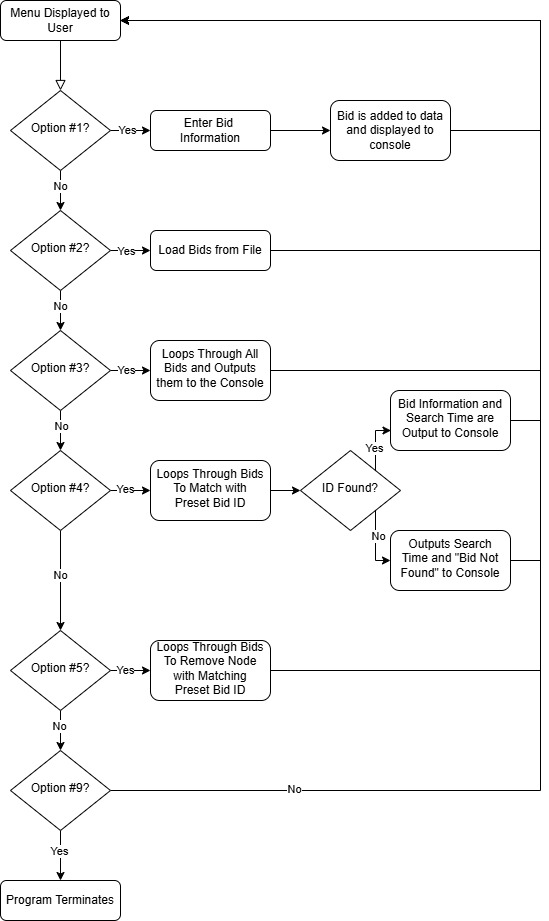 Menu Displayed to
User
Option #1?
Yes
Enter Bid
Information
Bid is added to data
and displayed to
console
No
Option #2?
Yes
Load Bids from File
No
Option #3?
Yes
Loops Through All
Bids and Outputs
them to the Console
No
Option #4?
Yes
Loops Through Bids
To Match with
Preset Bid ID
ID Found?
Yes
Bid Information and
Search Time are
Output to Console
No
Outputs Search
Time and "Bid Not
Found" to Console
No
Option #5?
Yes
Loops Through Bids
To Remove Node
with Matching
Preset Bid ID
No
Option #9?
No
Yes
Program Terminates